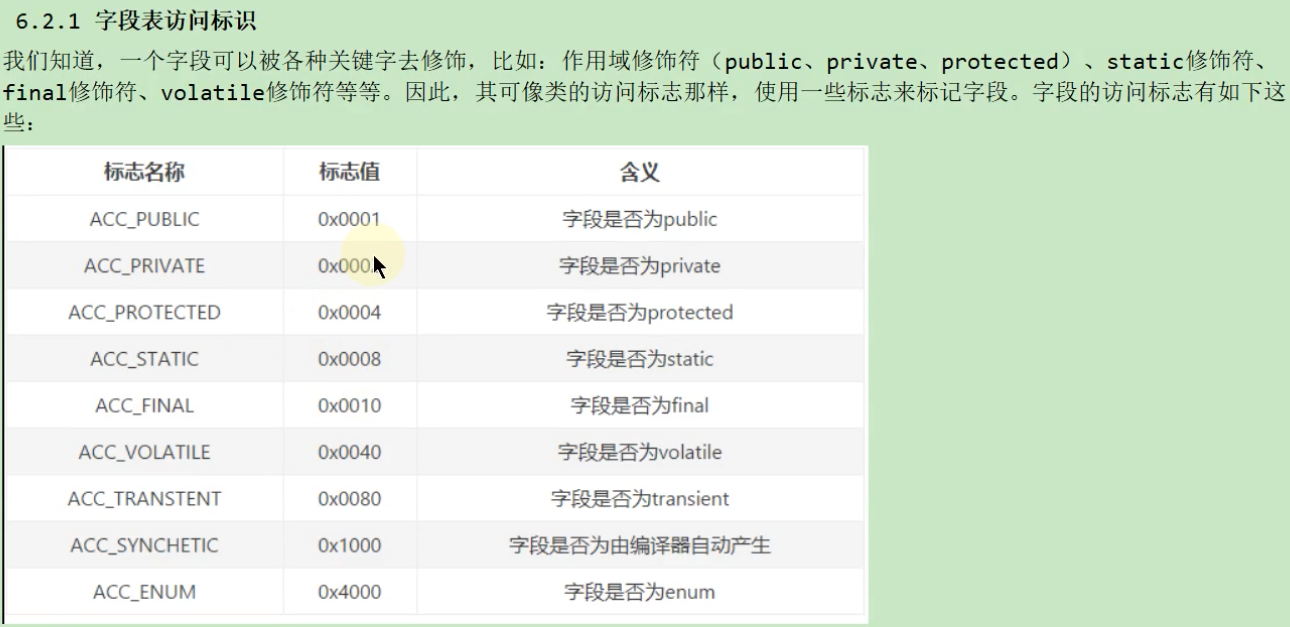 6.2.1 字段表访问标识
我们知道，一个字段可以被各种关键字去修饰，比如：作用域修饰符（public、private、protected）、static修饰符、
final修饰符、volatile修饰符等等。因此，其可像类的访问标志那样，使用一些标志来标记字段。字段的访问标志有如下这
些：
标志名称 标志值 含义
ACC_PUBLIC 0x0001 字段是否为public
ACC_PRIVATE 字段是否为private
ACC_PROTECTED 0x0004 字段是否为protected
ACC_STATIC 0x0008 字段是否为static
ACC_FINAL 0x0010 字段是否为final
ACC_VOLATILE 0x0040 字段是否为volatile
ACC_TRANSTENT 0x0080 字段是否为transient
ACC_SYNCHETIC 0x1000 字段是否为由编译器自动产生
ACC_ENUM 0x4000 字段是否为enum